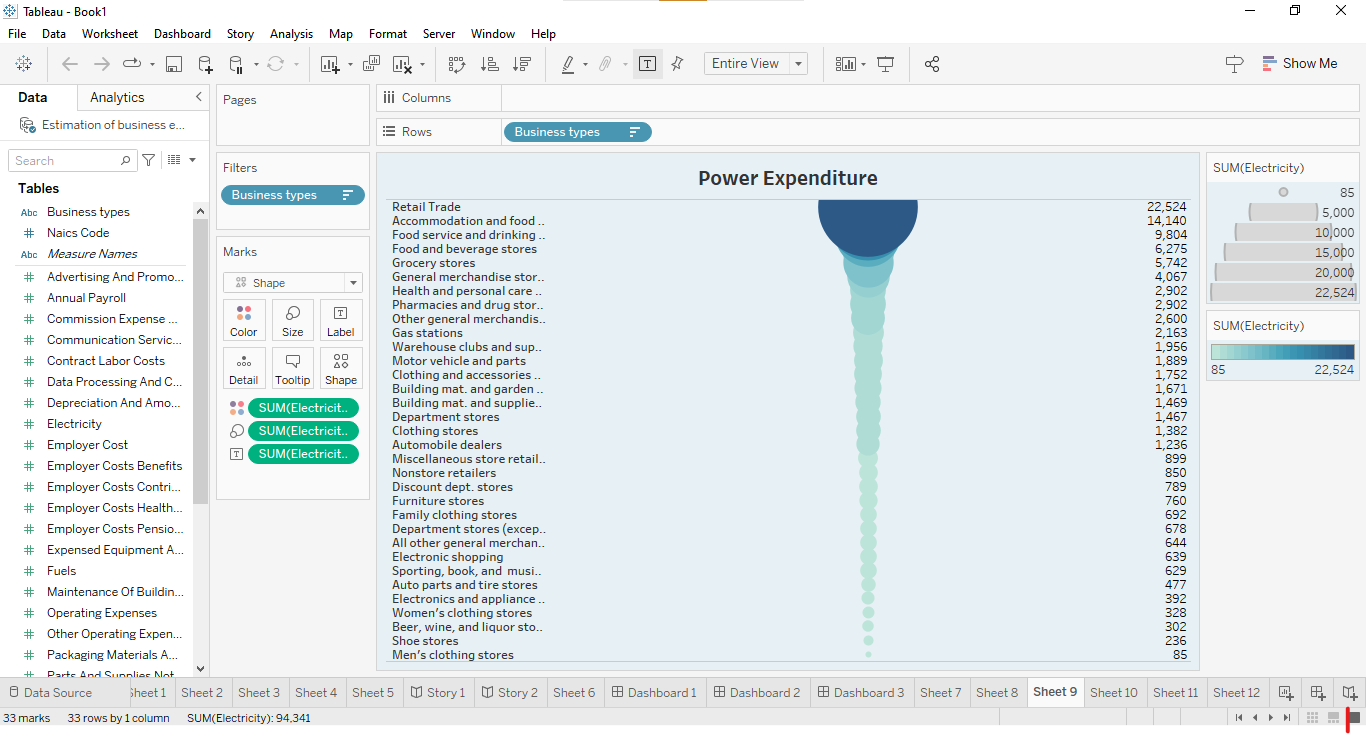 Tableau - Book1
File Data Worksheet Dashboard Story Analysis Map Format Server Window Help
Entire View
Show Me
Data Analytics
Estimation of business e...
Search
Tables
Abc Business types
# Naics Code
Abc Measure Names
# Advertising And Promo...
# Annual Payroll
# Commission Expense ...
# Communication Servic...
# Contract Labor Costs
# Data Processing And C...
# Depreciation And Amo...
# Electricity
# Employer Cost
# Employer Costs Benefits
# Employer Costs Contri...
# Employer Costs Health...
# Employer Costs Pensio...
# Expensed Equipment A...
# Fuels
# Maintenance Of Buildin...
# Operating Expenses
# Other Operating Expen...
# Packaging Materials A...
# Parts And Supplies Not
Pages
Filters
Business types
Marks
Shape
Color Size Label
Detail Tooltip Shape
SUM(Electricit..
SUM(Electricit..
SUM(Electricit..
Columns
Rows Business types
Power Expenditure
Retail Trade 22,524
Accommodation and food .. 14,140
Food service and drinking .. 9,804
Food and beverage stores 6,275
Grocery stores 5,742
General merchandise stor.. 4,067
Health and personal care .. 2,902
Pharmacies and drug stor.. 2,902
Other general merchandis.. 2,600
Gas stations 2,163
Warehouse clubs and sup.. 1,956
Motor vehicle and parts 1,889
Clothing and accessories .. 1,752
Building mat. and garden .. 1,671
Building mat. and supplie.. 1,469
Department stores 1,467
Clothing stores 1,382
Automobile dealers 1,236
Miscellaneous store retail.. 899
Nonstore retailers 850
Discount dept. stores 789
Furniture stores 760
Family clothing stores 692
Department stores (excep.. 678
All other general merchan.. 644
Electronic shopping 639
Sporting, book, and musi.. 629
Auto parts and tire stores 477
Electronics and appliance .. 392
Women's clothing stores 328
Beer, wine, and liquor sto.. 302
Shoe stores 236
Men's clothing stores 85
SUM(Electricity)
85
5,000
10,000
15,000
20,000
22,524
SUM(Electricity)
85 22,524
Data Source Sheet 1 Sheet 2 Sheet 3 Sheet 4 Sheet 5 Story 1 Story 2 Sheet 6 Dashboard 1 Dashboard 2 Dashboard 3 Sheet 7 Sheet 8 Sheet 9 Sheet 10 Sheet 11 Sheet 12
33 marks 33 rows by 1 column SUM(Electricity): 94,341